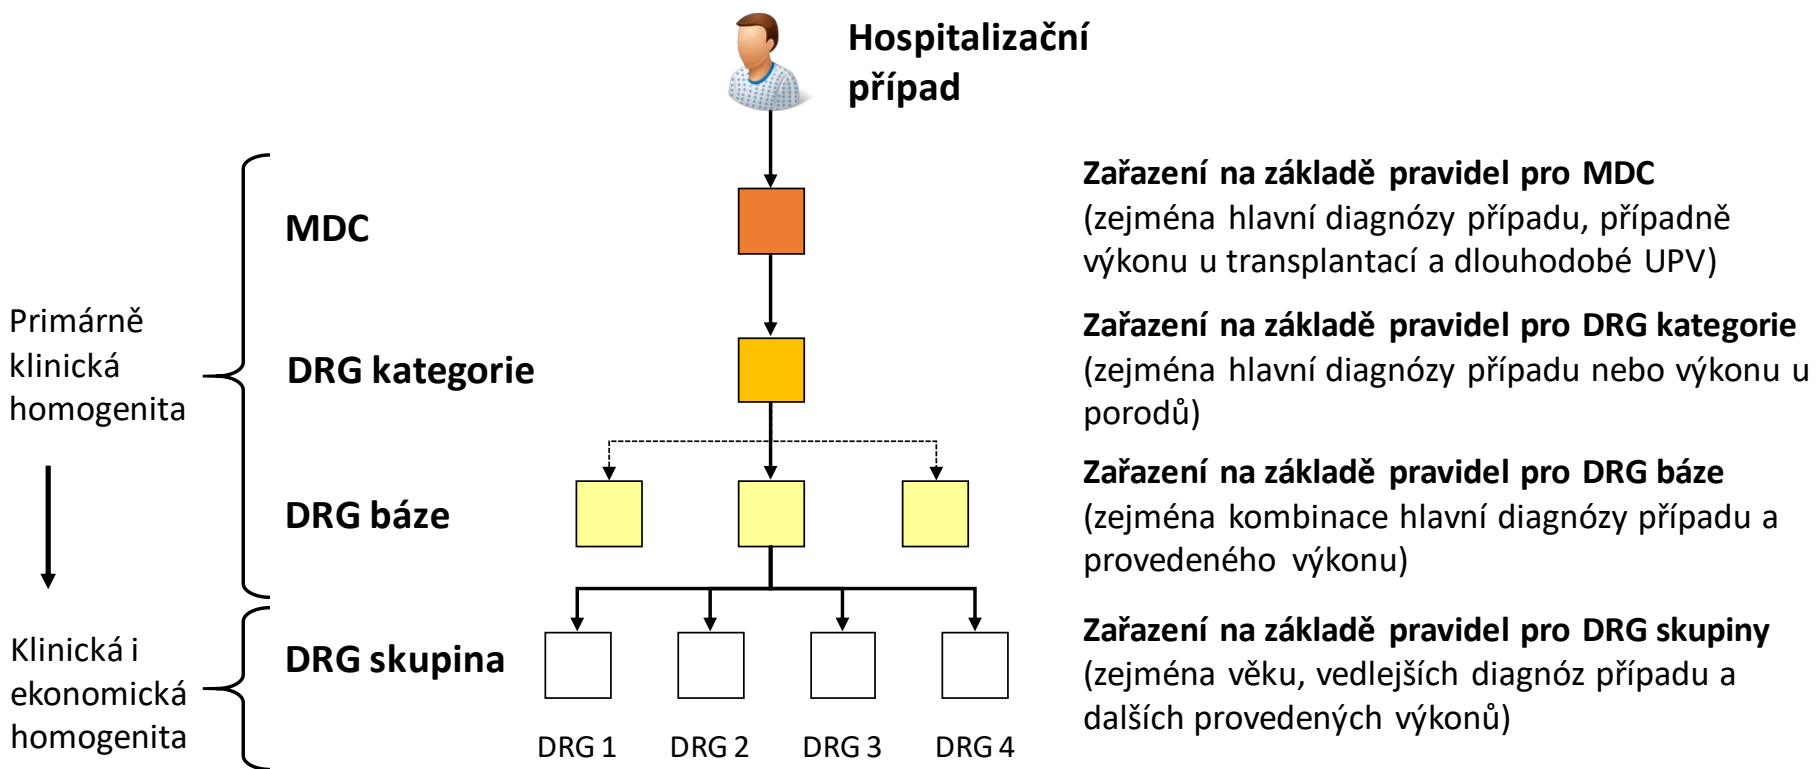 Hospitalizační
případ
MDC
Zařazení na základě pravidel pro MDC
(zejména hlavní diagnózy případu, případně
výkonu u transplantací a dlouhodobé UPV)
Primárně
klinická
homogenita
DRG kategorie
Zařazení na základě pravidel pro DRG kategorie
(zejména hlavní diagnózy případu nebo výkonu u
porodů)
DRG báze
Zařazení na základě pravidel pro DRG báze
(zejména kombinace hlavní diagnózy případu a
provedeného výkonu)
Klinická i
ekonomická
homogenita
DRG skupina
DRG 1
DRG 2
DRG 3
DRG 4
Zařazení na základě pravidel pro DRG skupiny
(zejména věku, vedlejších diagnóz případu a
dalších provedených výkonů)